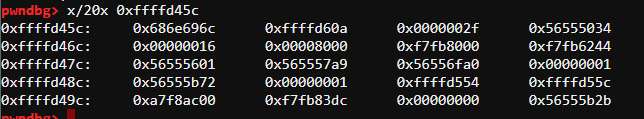 pwndbg> x/20x 0xffffd45c
0xffffd45c: 0x686e696c 0xffffd60a 0x0000002f 0x56555034
0xffffd46c: 0x00000016 0x00008000 0xf7fb8000 0xf7fb6244
0xffffd47c: 0x56555601 0x565557a9 0x56556fa0 0x00000001
0xffffd48c: 0x56555b72 0x00000001 0xffffd554 0xffffd55c
0xffffd49c: 0xa7f8ac00 0xf7fb83dc 0x00000000 0x56555b2b
pwndbg>